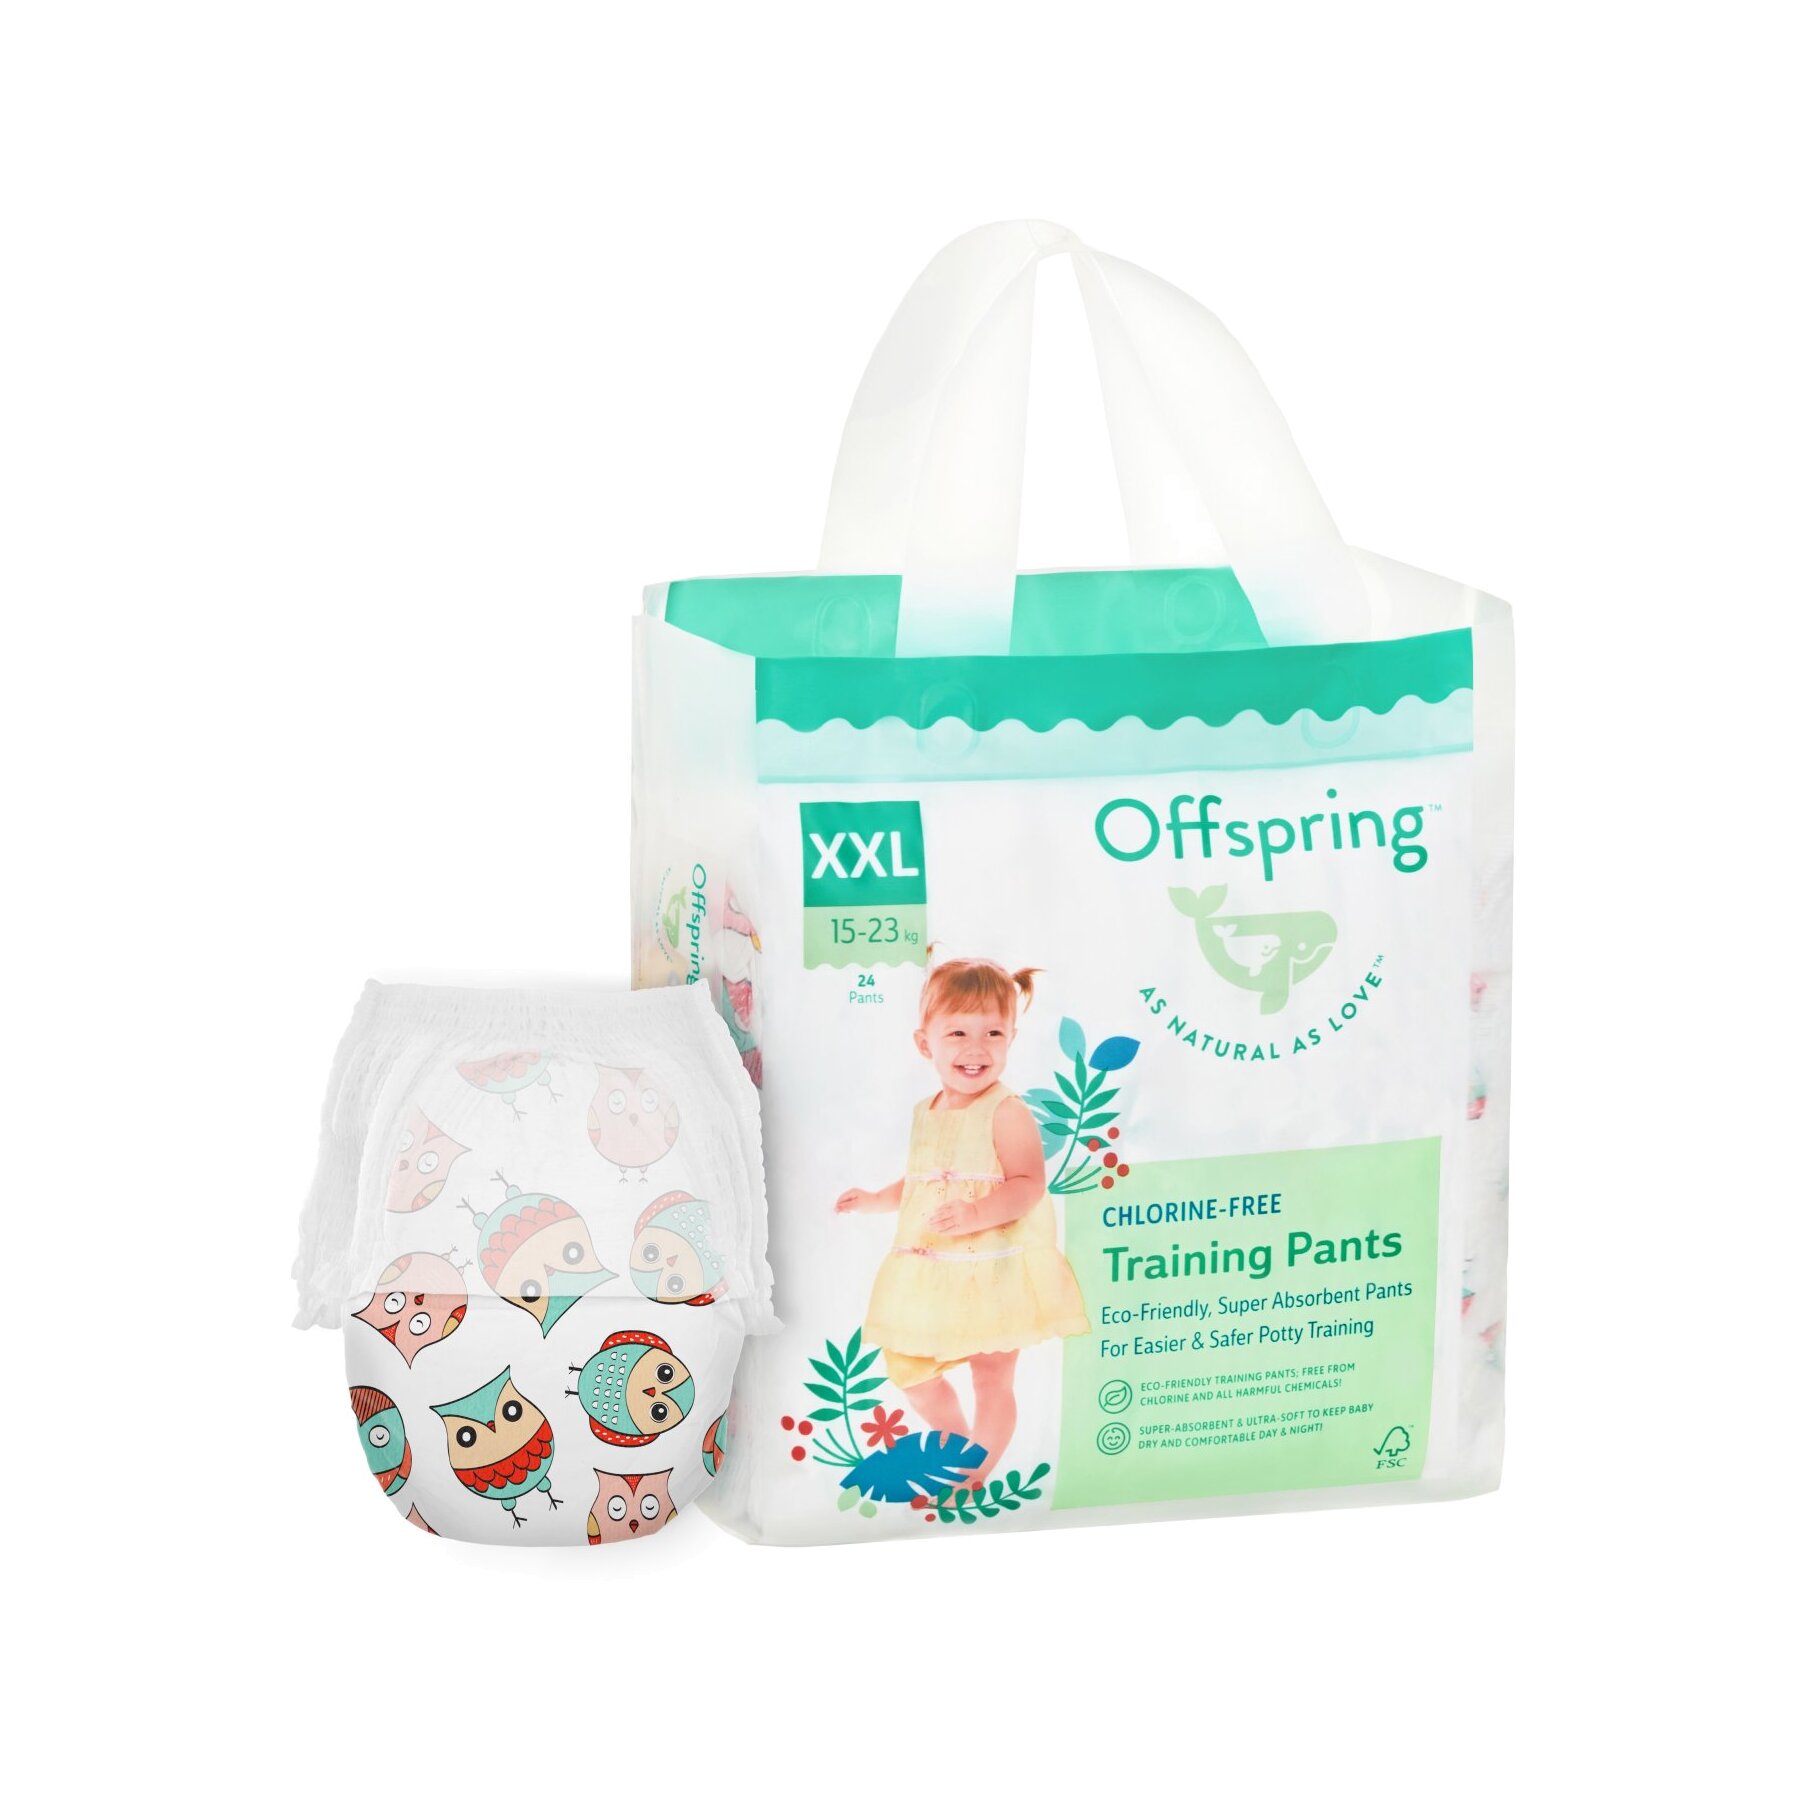 Offspring™
AS NATURAL AS LOVE™
XXL
15-23 kg
24
Pants
CHLORINE-FREE
Training Pants
Eco-Friendly, Super Absorbent Pants
For Easier & Safer Potty Training
ECO-FRIENDLY TRAINING PANTS; FREE FROM
CHLORINE AND ALL HARMFUL CHEMICALS!
SUPER-ABSORBENT & ULTRA-SOFT TO KEEP BABY
DRY AND COMFORTABLE DAY & NIGHT!
FSC
Offspring